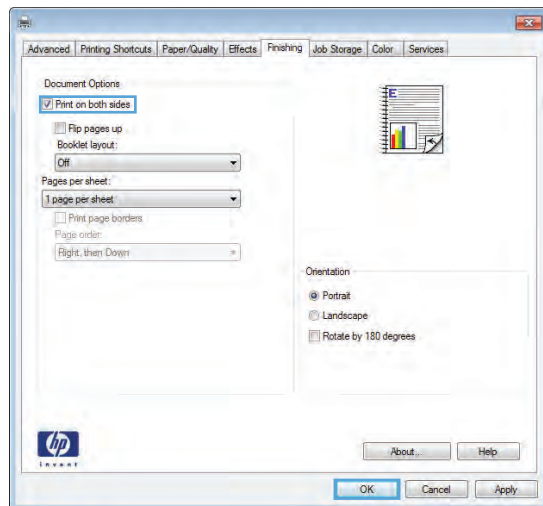 Advanced Printing Shortcuts Paper/Quality Effects Finishing Job Storage Color Services
Document Options
Print on both sides
Flip pages up
Booklet layout:
Off
Pages per sheet:
1 page per sheet
Print page borders
Page order:
Right, then Down
E
Orientation
Portrait
Landscape
Rotate by 180 degrees
hp
invent
About... Help
OK Cancel Apply